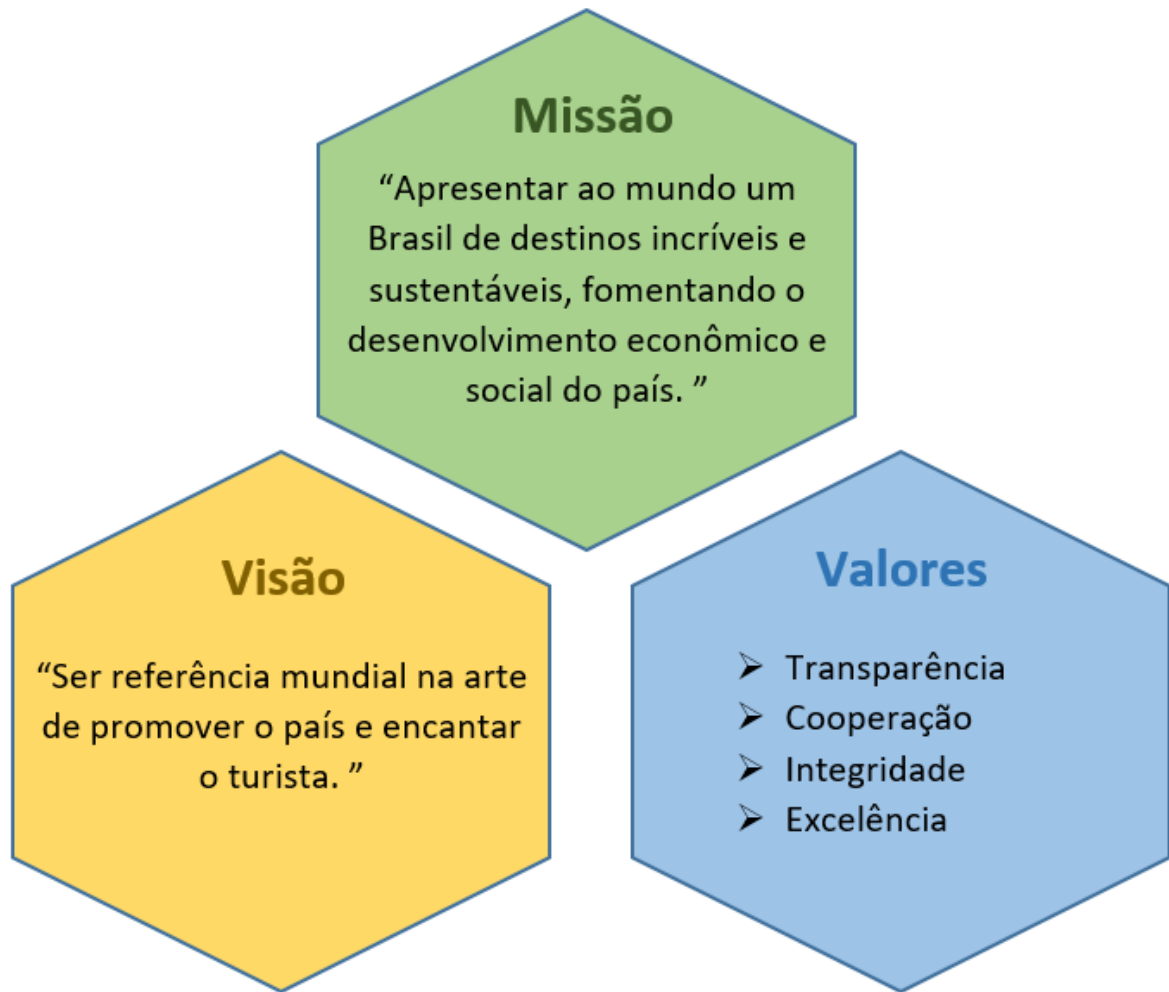 Missão
“Apresentar ao mundo um
Brasil de destinos incríveis e
sustentáveis, fomentando o
desenvolvimento econômico e
social do país. ”
Visão
“Ser referência mundial na arte
de promover o país e encantar
o turista. ”
Valores
➢ Transparência
➢ Cooperação
➢ Integridade
➢ Excelência